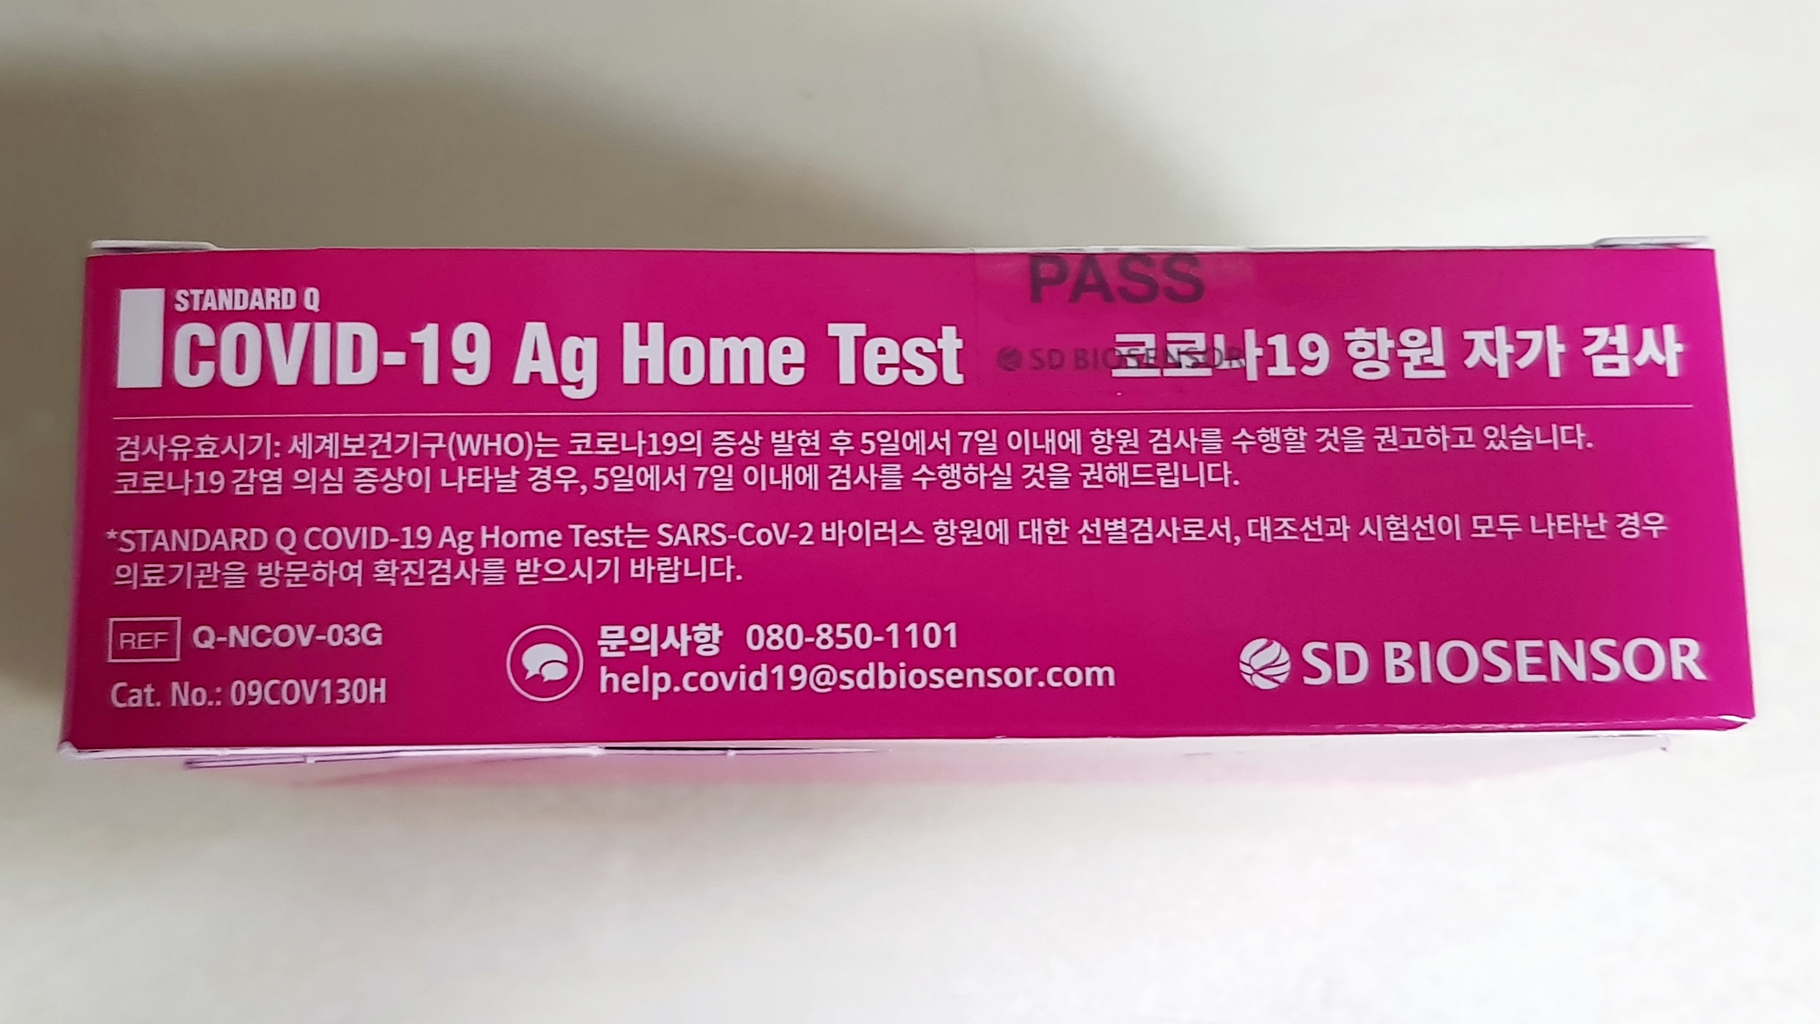 STANDARD Q
COVID-19 Ag Home Test
PASS
SD BIOSENSOR
코로나19 항원 자가 검사
검사유효시기: 세계보건기구(WHO)는 코로나19의 증상 발현 후 5일에서 7일 이내에 항원 검사를 수행할 것을 권고하고 있습니다.
코로나19 감염 의심 증상이 나타날 경우, 5일에서 7일 이내에 검사를 수행하실 것을 권해드립니다.
*STANDARD Q COVID-19 Ag Home Test는 SARS-CoV-2 바이러스 항원에 대한 선별검사로서, 대조선과 시험선이 모두 나타난 경우
의료기관을 방문하여 확진검사를 받으시기 바랍니다.
REF Q-NCOV-03G
Cat. No.: 09COV130H
문의사항 080-850-1101
help.covid19@sdbiosensor.com
SD BIOSENSOR